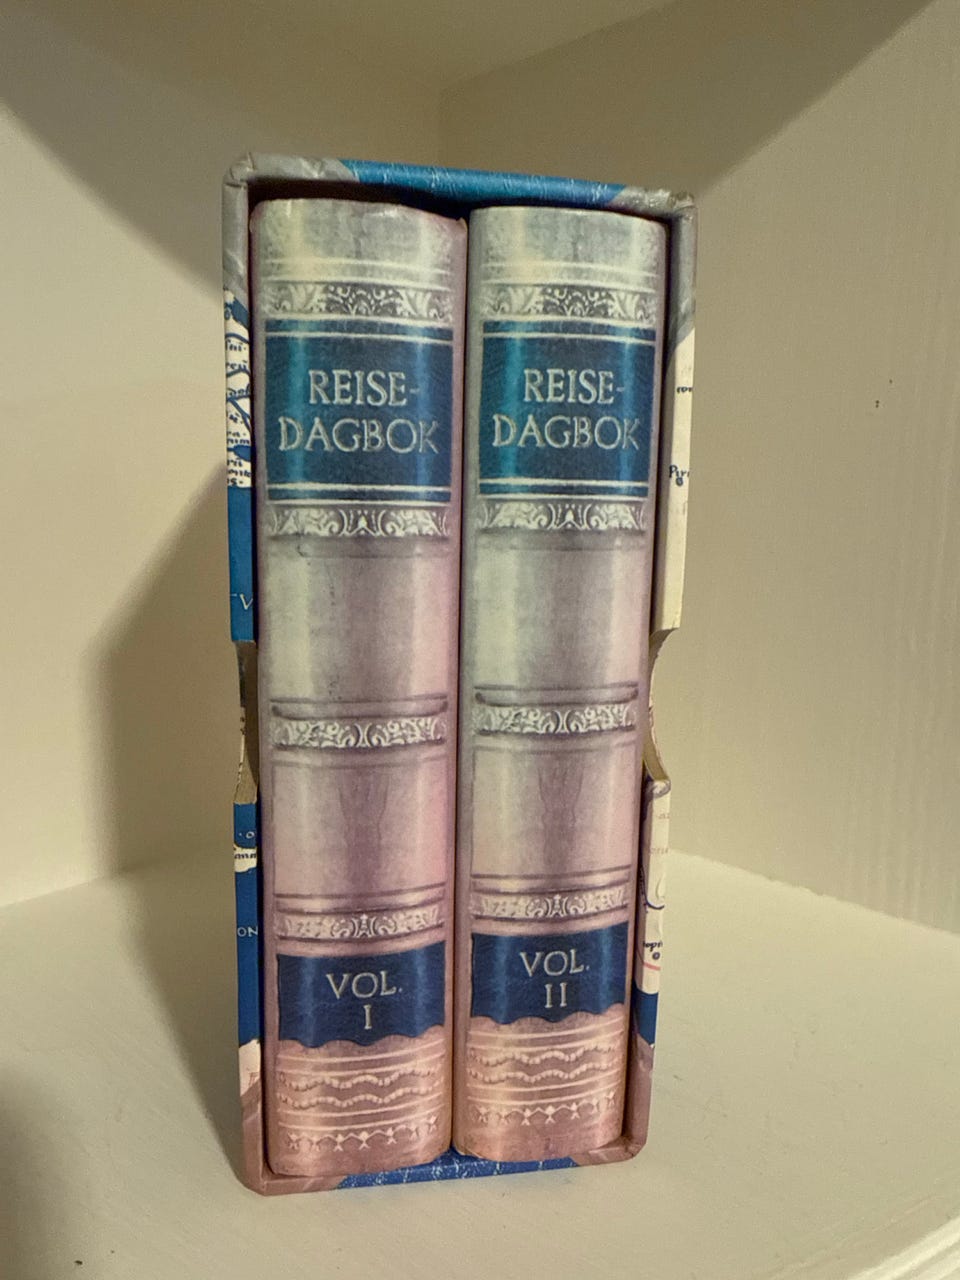 REISE-
DAGBOK
VOL.
I
REISE-
DAGBOK
VOL.
II